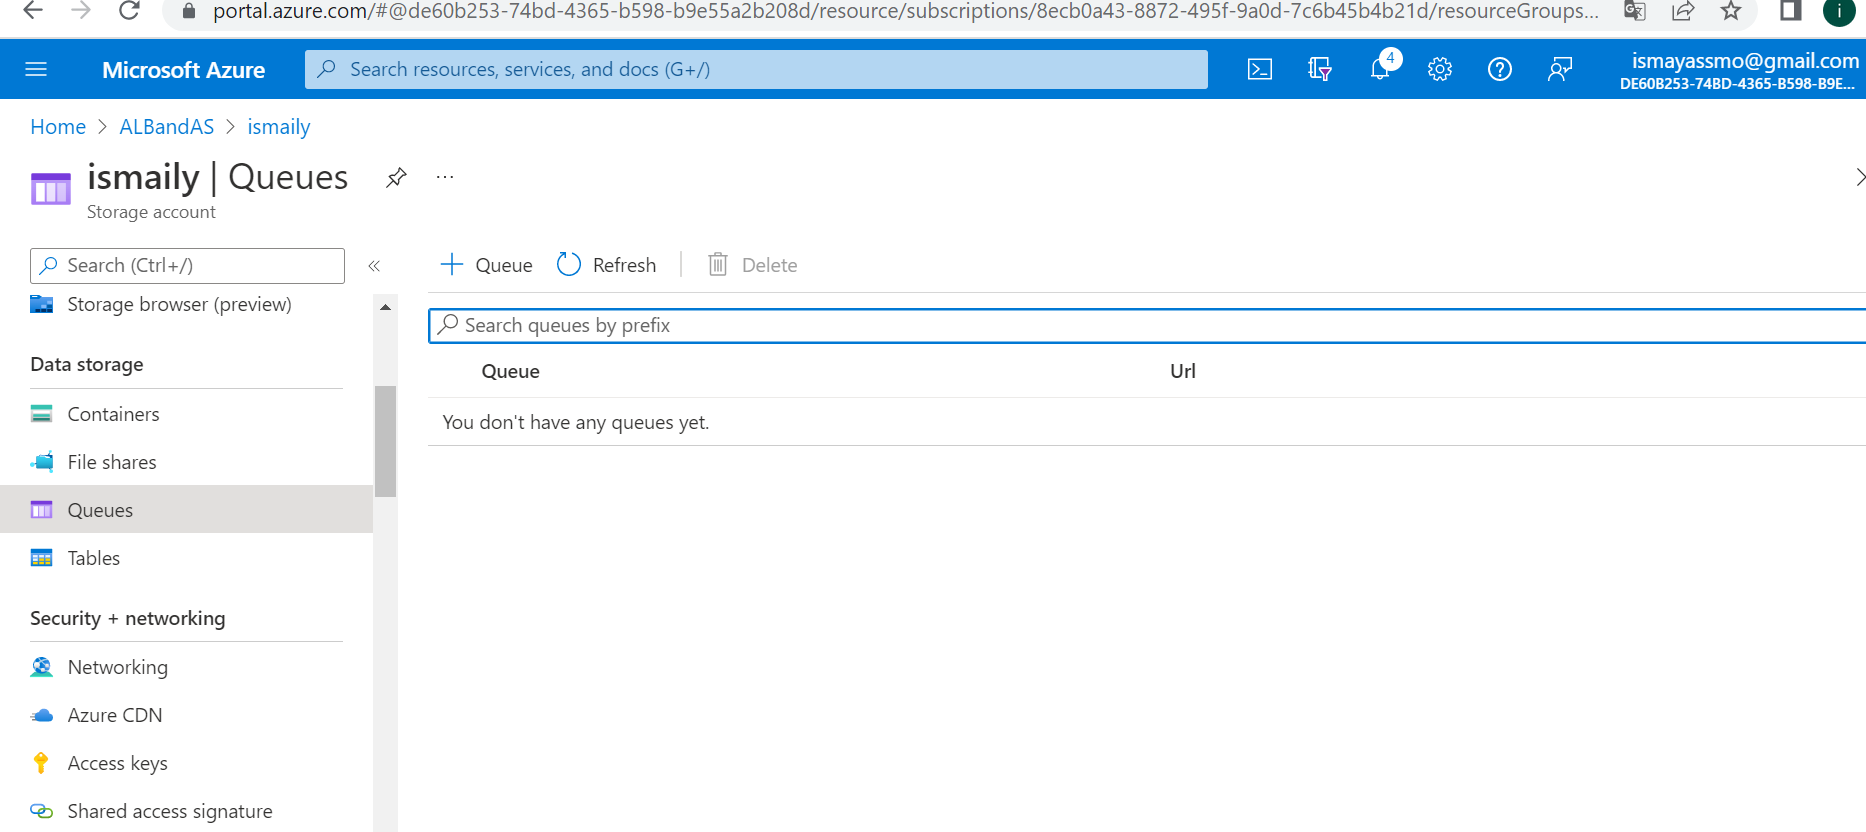 portal.azure.com/#@de60b253-74bd-4365-b598-b9e55a2b208d/resource/subscriptions/8ecb0a43-8872-495f-9a0d-7c6b45b4b21d/resourceGroups...
i
Microsoft Azure
Search resources, services, and docs (G+/)
4
ismayassmo@gmail.com
DE60B253-74BD-4365-B598-B9E...
Home > ALBandAS > ismaily
ismaily | Queues
...
Storage account
Search (Ctrl+/)
«
Queue
Refresh
Delete
Storage browser (preview)
Search queues by prefix
Data storage
Queue
Url
Containers
You don't have any queues yet.
File shares
Queues
Tables
Security + networking
Networking
Azure CDN
Access keys
Shared access signature